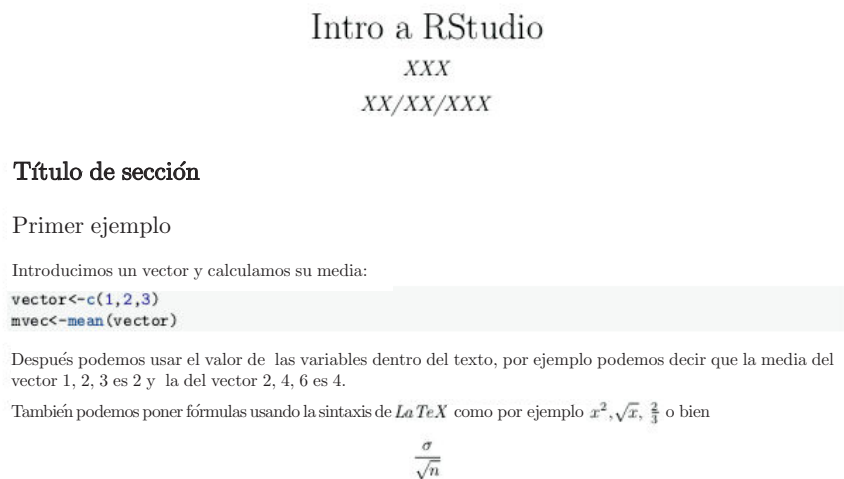 Intro a RStudio
XXX
XX/XX/XXX
Título de sección
Primer ejemplo
Introducimos un vector y calculamos su media:
vector<-c(1,2,3)
mvec<-mean(vector)
Después podemos usar el valor de las variables dentro del texto, por ejemplo podemos decir que la media del
vector 1, 2, 3 es 2 y la del vector 2, 4, 6 es 4.
También podemos poner fórmulas usando la sintaxis de LaTeX como por ejemplo x², √x, 2/3 o bien
σ/√n